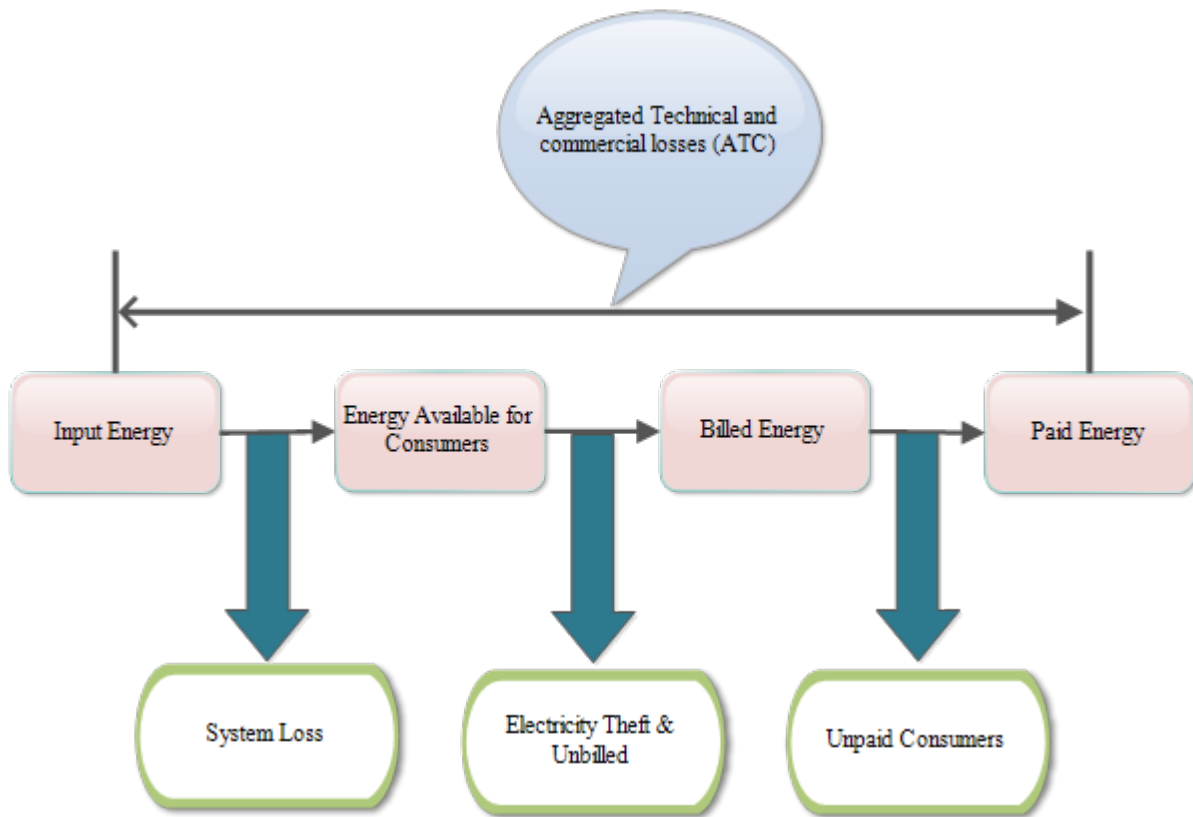 Aggregated Technical and
commercial losses (ATC)
Input Energy
Energy Available for
Consumers
Billed Energy
Paid Energy
System Loss
Electricity Theft &
Unbilled
Unpaid Consumers